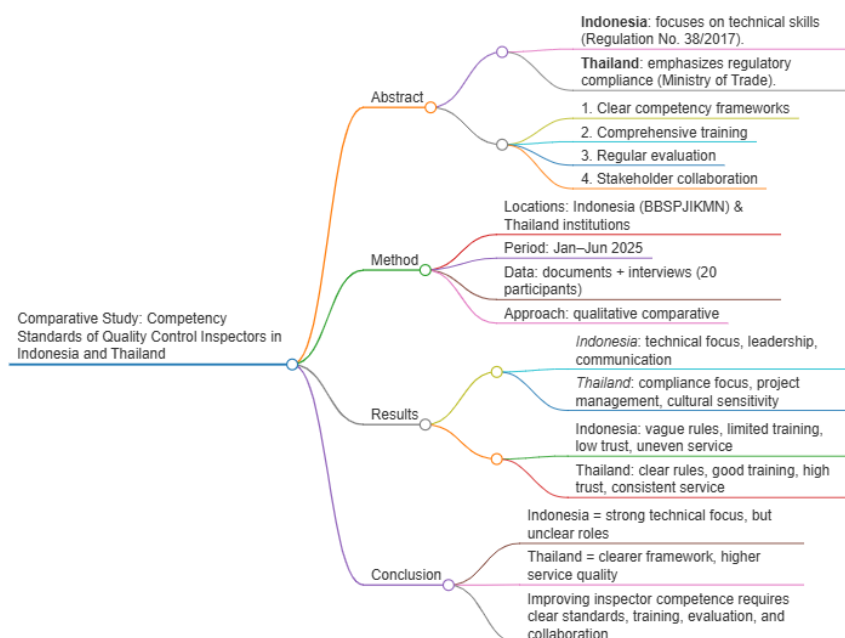 Comparative Study: Competency
Standards of Quality Control Inspectors in
Indonesia and Thailand
Abstract
Indonesia: focuses on technical skills
(Regulation No. 38/2017).
Thailand: emphasizes regulatory
compliance (Ministry of Trade).
1. Clear competency frameworks
2. Comprehensive training
3. Regular evaluation
4. Stakeholder collaboration
Method
Locations: Indonesia (BBSPJIKMN) &
Thailand institutions
Period: Jan–Jun 2025
Data: documents + interviews (20
participants)
Approach: qualitative comparative
Results
Indonesia: technical focus, leadership,
communication
Thailand: compliance focus, project
management, cultural sensitivity
Indonesia: vague rules, limited training,
low trust, uneven service
Thailand: clear rules, good training, high
trust, consistent service
Conclusion
Indonesia = strong technical focus, but
unclear roles
Thailand = clearer framework, higher
service quality
Improving inspector competence requires
clear standards, training, evaluation, and
collaboration